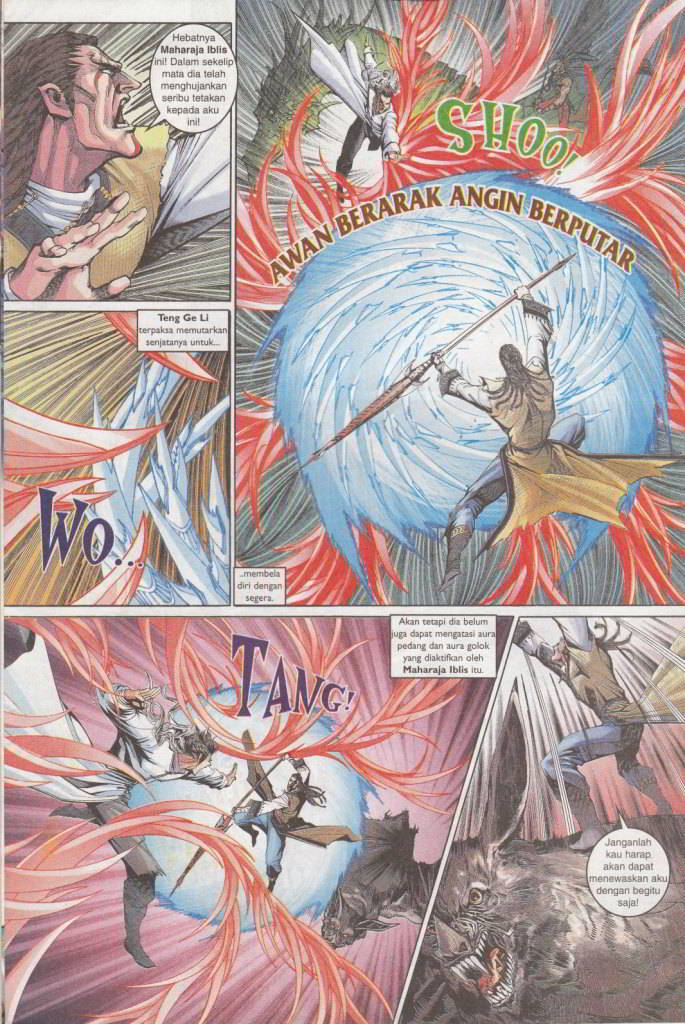 Hebatnya
Maharaja Iblis
ini! Dalam sekelip
mata dia telah
menghujankan
seribu tetakan
kepada aku
ini!
SHOO!
AWAN BERARAK ANGIN BERPUTAR
Teng Ge Li
terpaksa memutarkan
senjatanya untuk...
WO...
..membela
diri dengan
segera.
TANG!
Akan tetapi dia belum
juga dapat mengatasi aura
pedang dan aura golok
yang diaktifkan oleh
Maharaja Iblis itu.
Janganlah
kau harap
akan dapat
menewaskan aku
dengan begitu
saja!